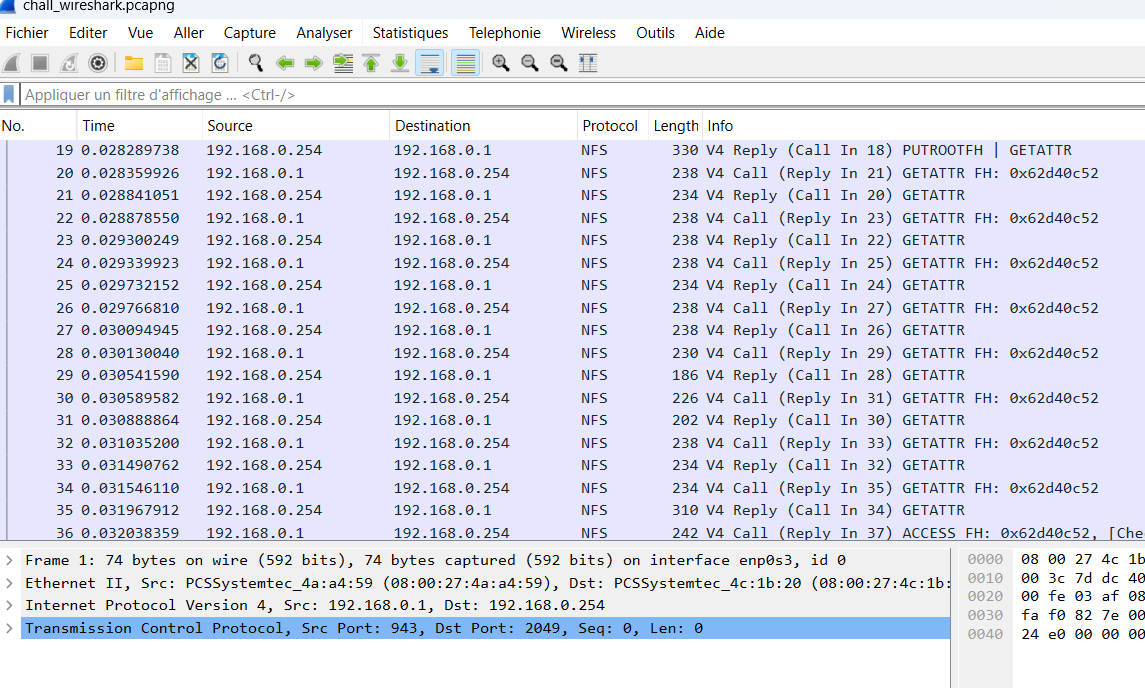 chall_wireshark.pcapng
Fichier Editer Vue Aller Capture Analyser Statistiques Telephonie Wireless Outils Aide
Appliquer un filtre d'affichage … <Ctrl-/>
No. Time Source Destination Protocol Length Info
19 0.028289738 192.168.0.254 192.168.0.1 NFS 330 V4 Reply (Call In 18) PUTROOTFH | GETATTR
20 0.028359926 192.168.0.1 192.168.0.254 NFS 238 V4 Call (Reply In 21) GETATTR FH: 0x62d40c52
21 0.028841051 192.168.0.254 192.168.0.1 NFS 234 V4 Reply (Call In 20) GETATTR
22 0.028878550 192.168.0.1 192.168.0.254 NFS 238 V4 Call (Reply In 23) GETATTR FH: 0x62d40c52
23 0.029300249 192.168.0.254 192.168.0.1 NFS 238 V4 Reply (Call In 22) GETATTR
24 0.029339923 192.168.0.1 192.168.0.254 NFS 238 V4 Call (Reply In 25) GETATTR FH: 0x62d40c52
25 0.029732152 192.168.0.254 192.168.0.1 NFS 234 V4 Reply (Call In 24) GETATTR
26 0.029766810 192.168.0.1 192.168.0.254 NFS 238 V4 Call (Reply In 27) GETATTR FH: 0x62d40c52
27 0.030094945 192.168.0.254 192.168.0.1 NFS 238 V4 Reply (Call In 26) GETATTR
28 0.030130040 192.168.0.1 192.168.0.254 NFS 230 V4 Call (Reply In 29) GETATTR FH: 0x62d40c52
29 0.030541590 192.168.0.254 192.168.0.1 NFS 186 V4 Reply (Call In 28) GETATTR
30 0.030589582 192.168.0.1 192.168.0.254 NFS 226 V4 Call (Reply In 31) GETATTR FH: 0x62d40c52
31 0.030888864 192.168.0.254 192.168.0.1 NFS 202 V4 Reply (Call In 30) GETATTR
32 0.031035200 192.168.0.1 192.168.0.254 NFS 238 V4 Call (Reply In 33) GETATTR FH: 0x62d40c52
33 0.031490762 192.168.0.254 192.168.0.1 NFS 234 V4 Reply (Call In 32) GETATTR
34 0.031546110 192.168.0.1 192.168.0.254 NFS 234 V4 Call (Reply In 35) GETATTR FH: 0x62d40c52
35 0.031967912 192.168.0.254 192.168.0.1 NFS 310 V4 Reply (Call In 34) GETATTR
36 0.032038359 192.168.0.1 192.168.0.254 NFS 242 V4 Call (Reply In 37) ACCESS FH: 0x62d40c52, [Che
Frame 1: 74 bytes on wire (592 bits), 74 bytes captured (592 bits) on interface enp0s3, id 0
Ethernet II, Src: PCSSystemtec_4a:a4:59 (08:00:27:4a:a4:59), Dst: PCSSystemtec_4c:1b:20 (08:00:27:4c:1b:
Internet Protocol Version 4, Src: 192.168.0.1, Dst: 192.168.0.254
Transmission Control Protocol, Src Port: 943, Dst Port: 2049, Seq: 0, Len: 0
0000 08 00 27 4c 1b
0010 00 3c 7d dc 40
0020 00 fe 03 af 08
0030 fa f0 82 7e 00
0040 24 e0 00 00 00